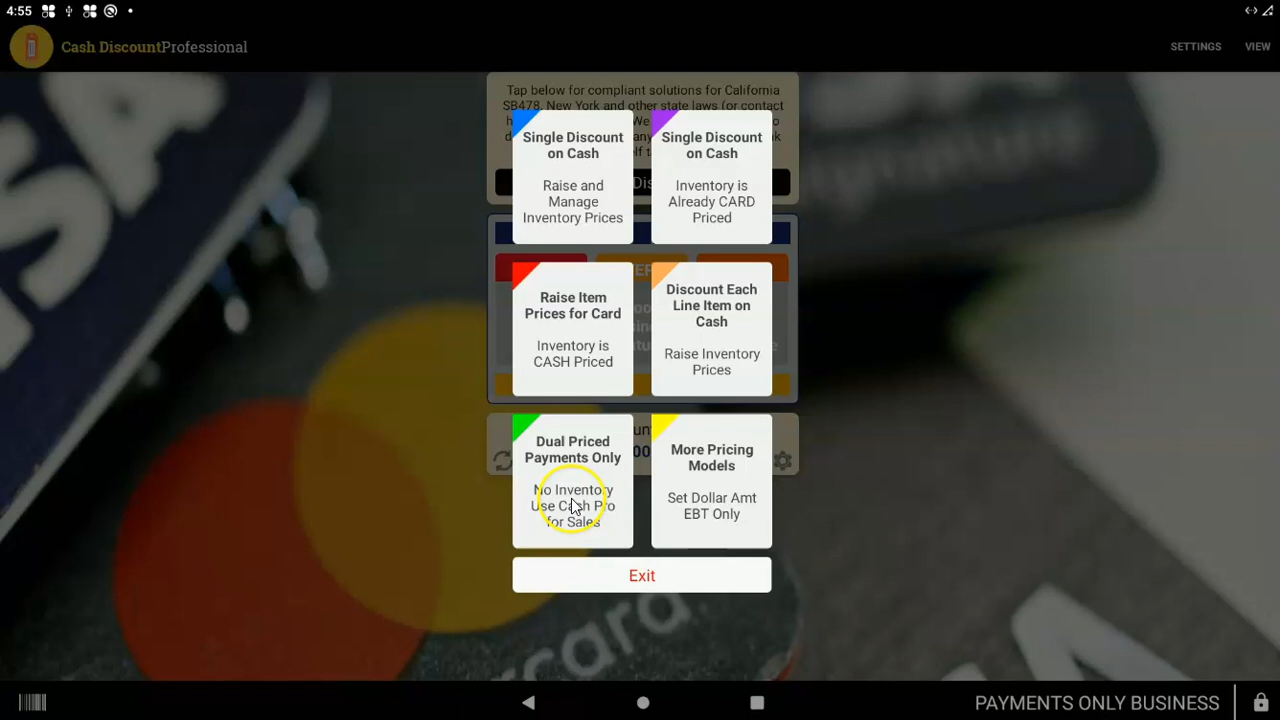 4:55
Cash DiscountProfessional
SETTINGS VIEW
Tap below for compliant solutions for California
SB478, New York and other state laws (or contact
Single Discount
on Cash
Raise and
Manage
Inventory Prices
Single Discount
on Cash
Inventory is
Already CARD
Priced
Raise Item
Prices for Card
Inventory is
CASH Priced
Discount Each
Line Item on
Cash
Raise Inventory
Prices
Dual Priced
Payments Only
No Inventory
Use Cash Pro
for Sales
More Pricing
Models
Set Dollar Amt
EBT Only
Exit
PAYMENTS ONLY BUSINESS